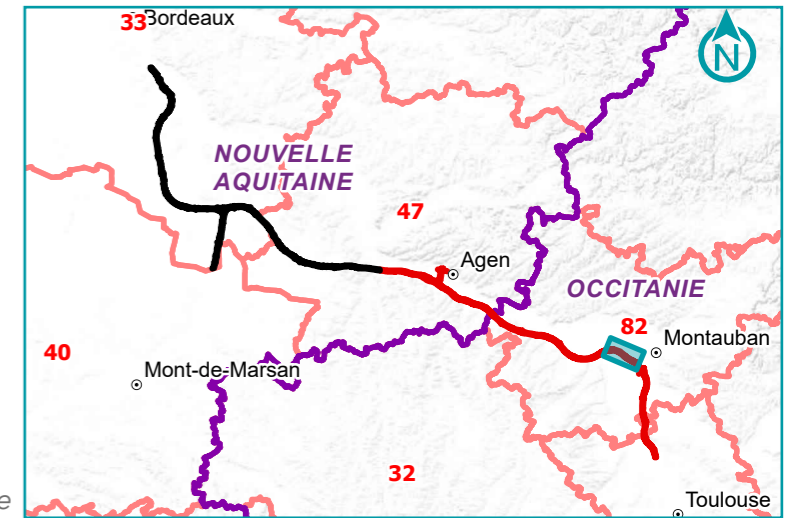 33
Bordeaux
N
NOUVELLE
AQUITAINE
47
Agen
OCCITANIE
82
Montauban
40
Mont-de-Marsan
32
e
Toulouse